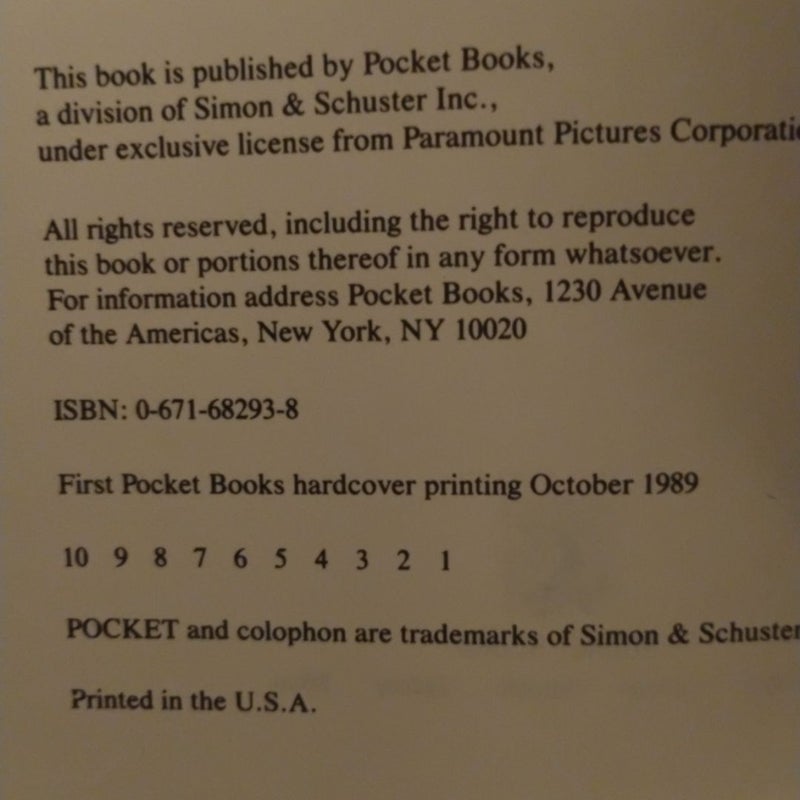 This book is published by Pocket Books,
a division of Simon & Schuster Inc.,
under exclusive license from Paramount Pictures Corporatio
All rights reserved, including the right to reproduce
this book or portions thereof in any form whatsoever.
For information address Pocket Books, 1230 Avenue
of the Americas, New York, NY 10020
ISBN: 0-671-68293-8
First Pocket Books hardcover printing October 1989
10 9 8 7 6 5 4 3 2 1
POCKET and colophon are trademarks of Simon & Schuster
Printed in the U.S.A.